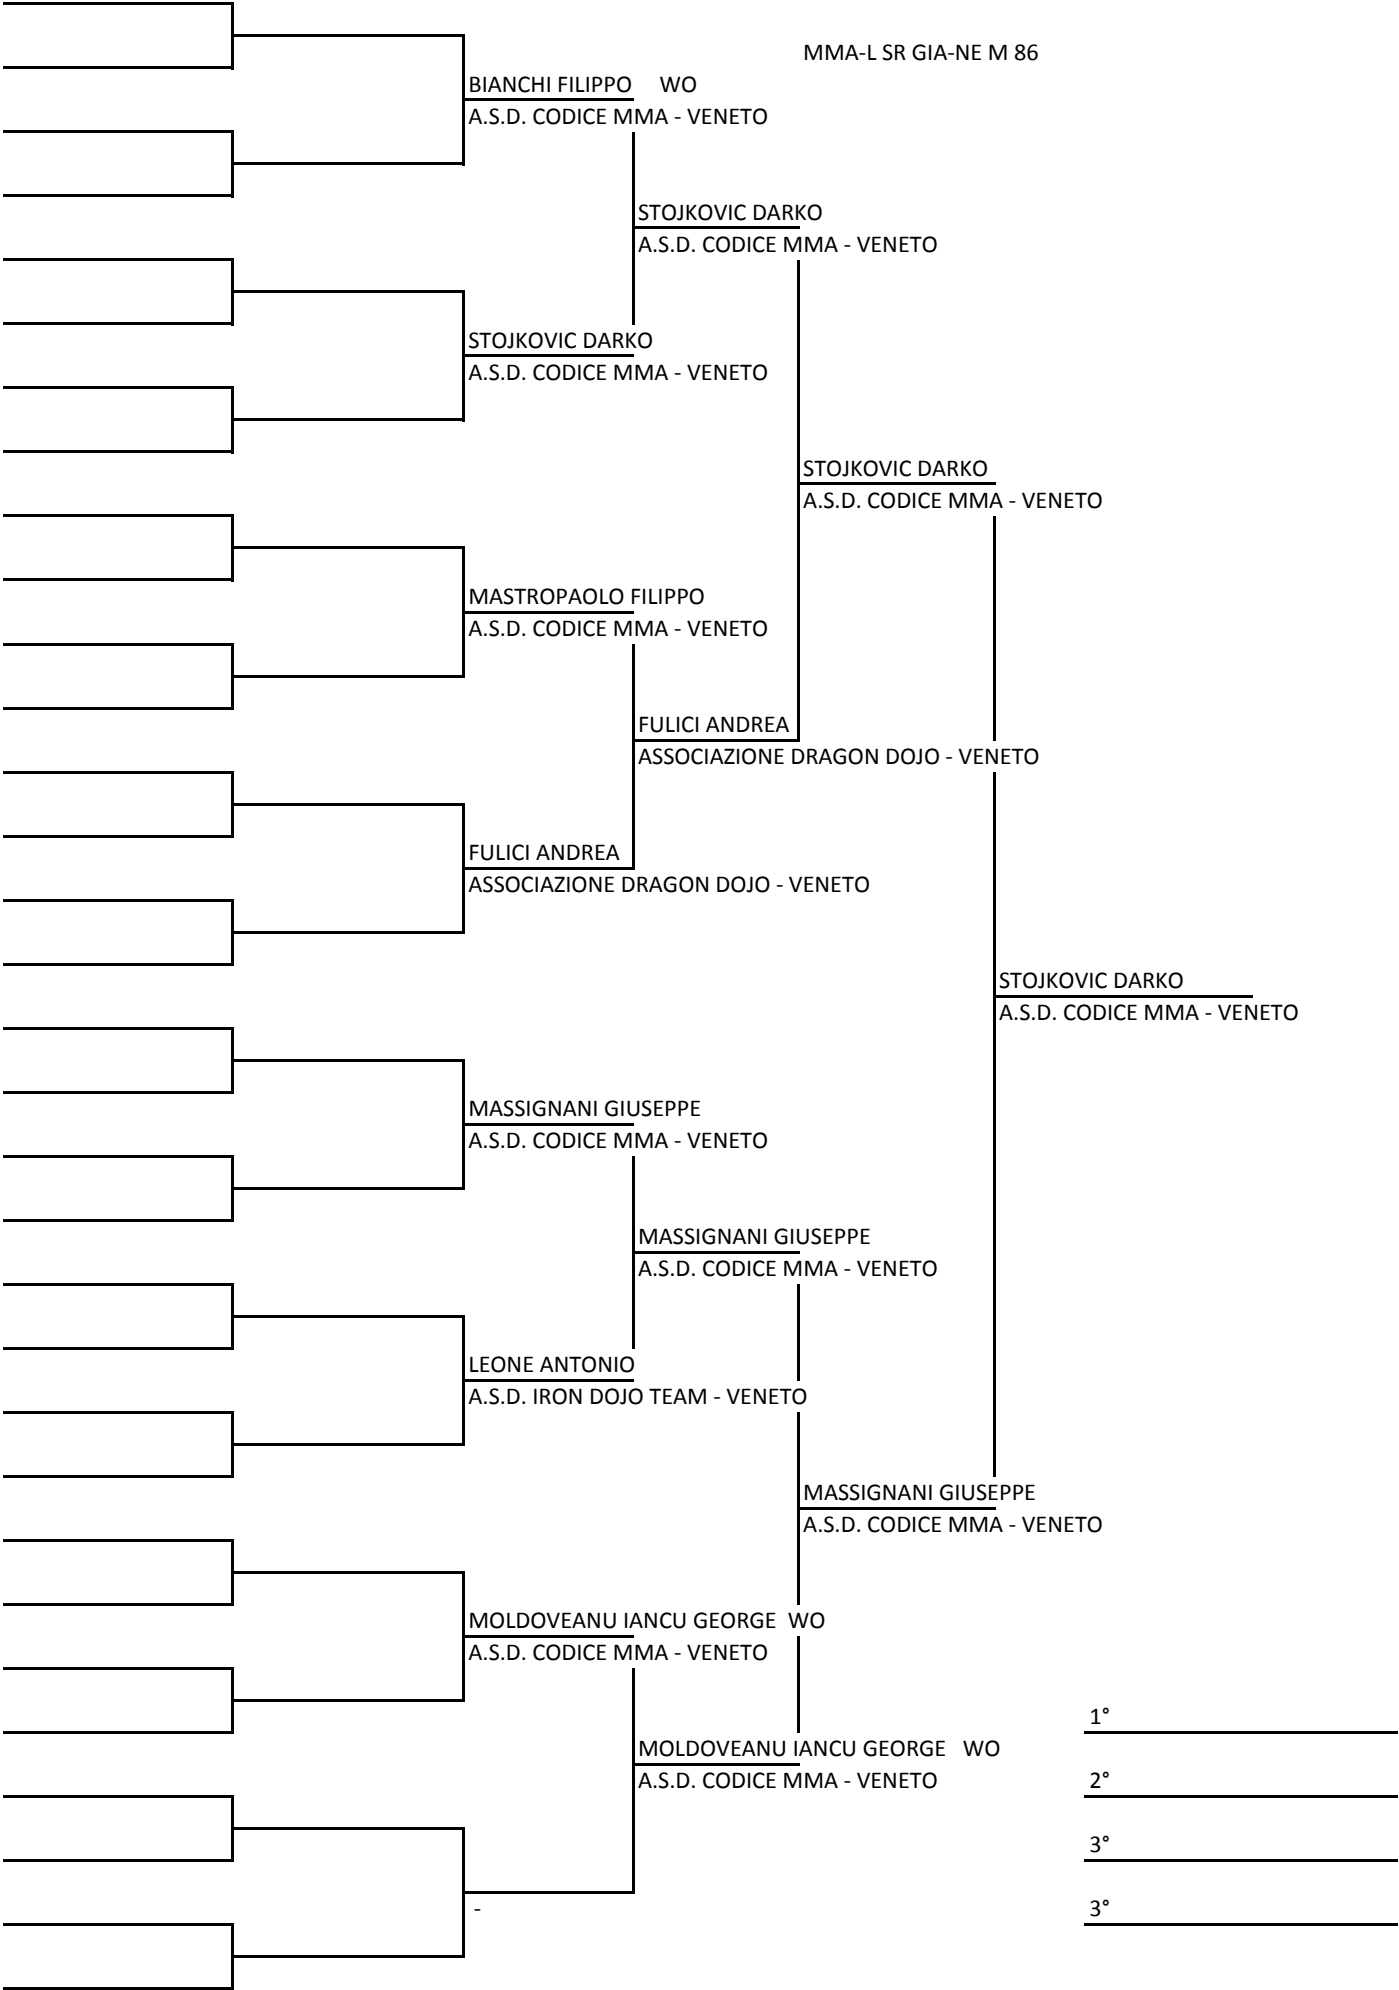 MMA-L SR GIA-NE M 86
BIANCHI FILIPPO WO
A.S.D. CODICE MMA - VENETO
STOJKOVIC DARKO
A.S.D. CODICE MMA - VENETO
STOJKOVIC DARKO
A.S.D. CODICE MMA - VENETO
STOJKOVIC DARKO
A.S.D. CODICE MMA - VENETO
MASTROPAOLO FILIPPO
A.S.D. CODICE MMA - VENETO
FULICI ANDREA
ASSOCIAZIONE DRAGON DOJO - VENETO
FULICI ANDREA
ASSOCIAZIONE DRAGON DOJO - VENETO
STOJKOVIC DARKO
A.S.D. CODICE MMA - VENETO
MASSIGNANI GIUSEPPE
A.S.D. CODICE MMA - VENETO
MASSIGNANI GIUSEPPE
A.S.D. CODICE MMA - VENETO
LEONE ANTONIO
A.S.D. IRON DOJO TEAM - VENETO
MASSIGNANI GIUSEPPE
A.S.D. CODICE MMA - VENETO
MOLDOVEANU IANCU GEORGE WO
A.S.D. CODICE MMA - VENETO
1°
MOLDOVEANU IANCU GEORGE WO
A.S.D. CODICE MMA - VENETO
2°
3°
-
3°